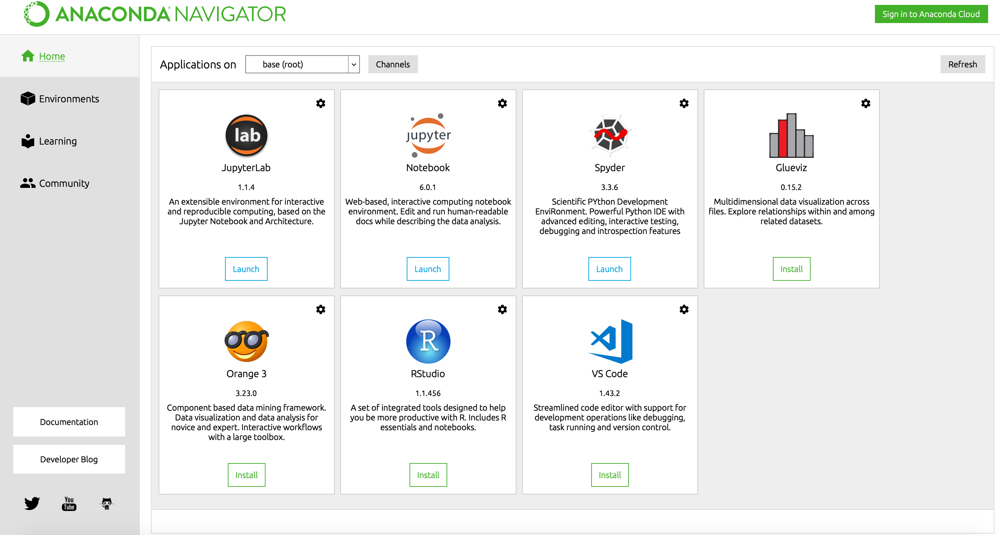 ANACONDA® NAVIGATOR
Sign in to Anaconda Cloud
Home
Environments
Learning
Community
Documentation
Developer Blog
You
Tube
Applications on base (root) Channels Refresh
lab
JupyterLab
1.1.4
An extensible environment for interactive
and reproducible computing, based on the
Jupyter Notebook and Architecture.
Launch
jupyter
Notebook
6.0.1
Web-based, interactive computing notebook
environment. Edit and run human-readable
docs while describing the data analysis.
Launch
Spyder
3.3.6
Scientific PYthon Development
EnviRonment. Powerful Python IDE with
advanced editing, interactive testing,
debugging and introspection features
Launch
Glueviz
0.15.2
Multidimensional data visualization across
files. Explore relationships within and among
related datasets.
Install
Orange 3
3.23.0
Component based data mining framework.
Data visualization and data analysis for
novice and expert. Interactive workflows
with a large toolbox.
Install
R
RStudio
1.1.456
A set of integrated tools designed to help
you be more productive with R. Includes R
essentials and notebooks.
Install
VS Code
1.43.2
Streamlined code editor with support for
development operations like debugging,
task running and version control.
Install